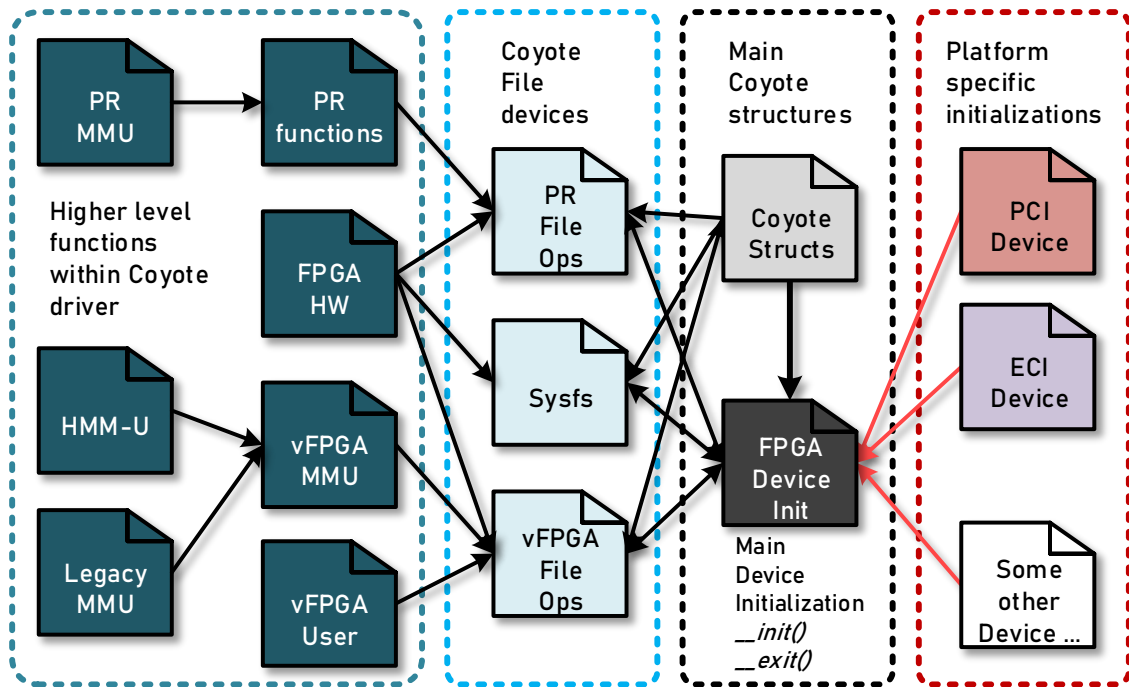 PR
MMU
PR
functions
Higher level
functions
within Coyote
driver
FPGA
HW
HMM-U
vFPGA
MMU
Legacy
MMU
vFPGA
User
Coyote
File
devices
PR
File
Ops
Sysfs
vFPGA
File
Ops
Main
Coyote
structures
Coyote
Structs
FPGA
Device
Init
Main
Device
Initialization
__init()
__exit()
Platform
specific
initializations
PCI
Device
ECI
Device
Some
other
Device ...